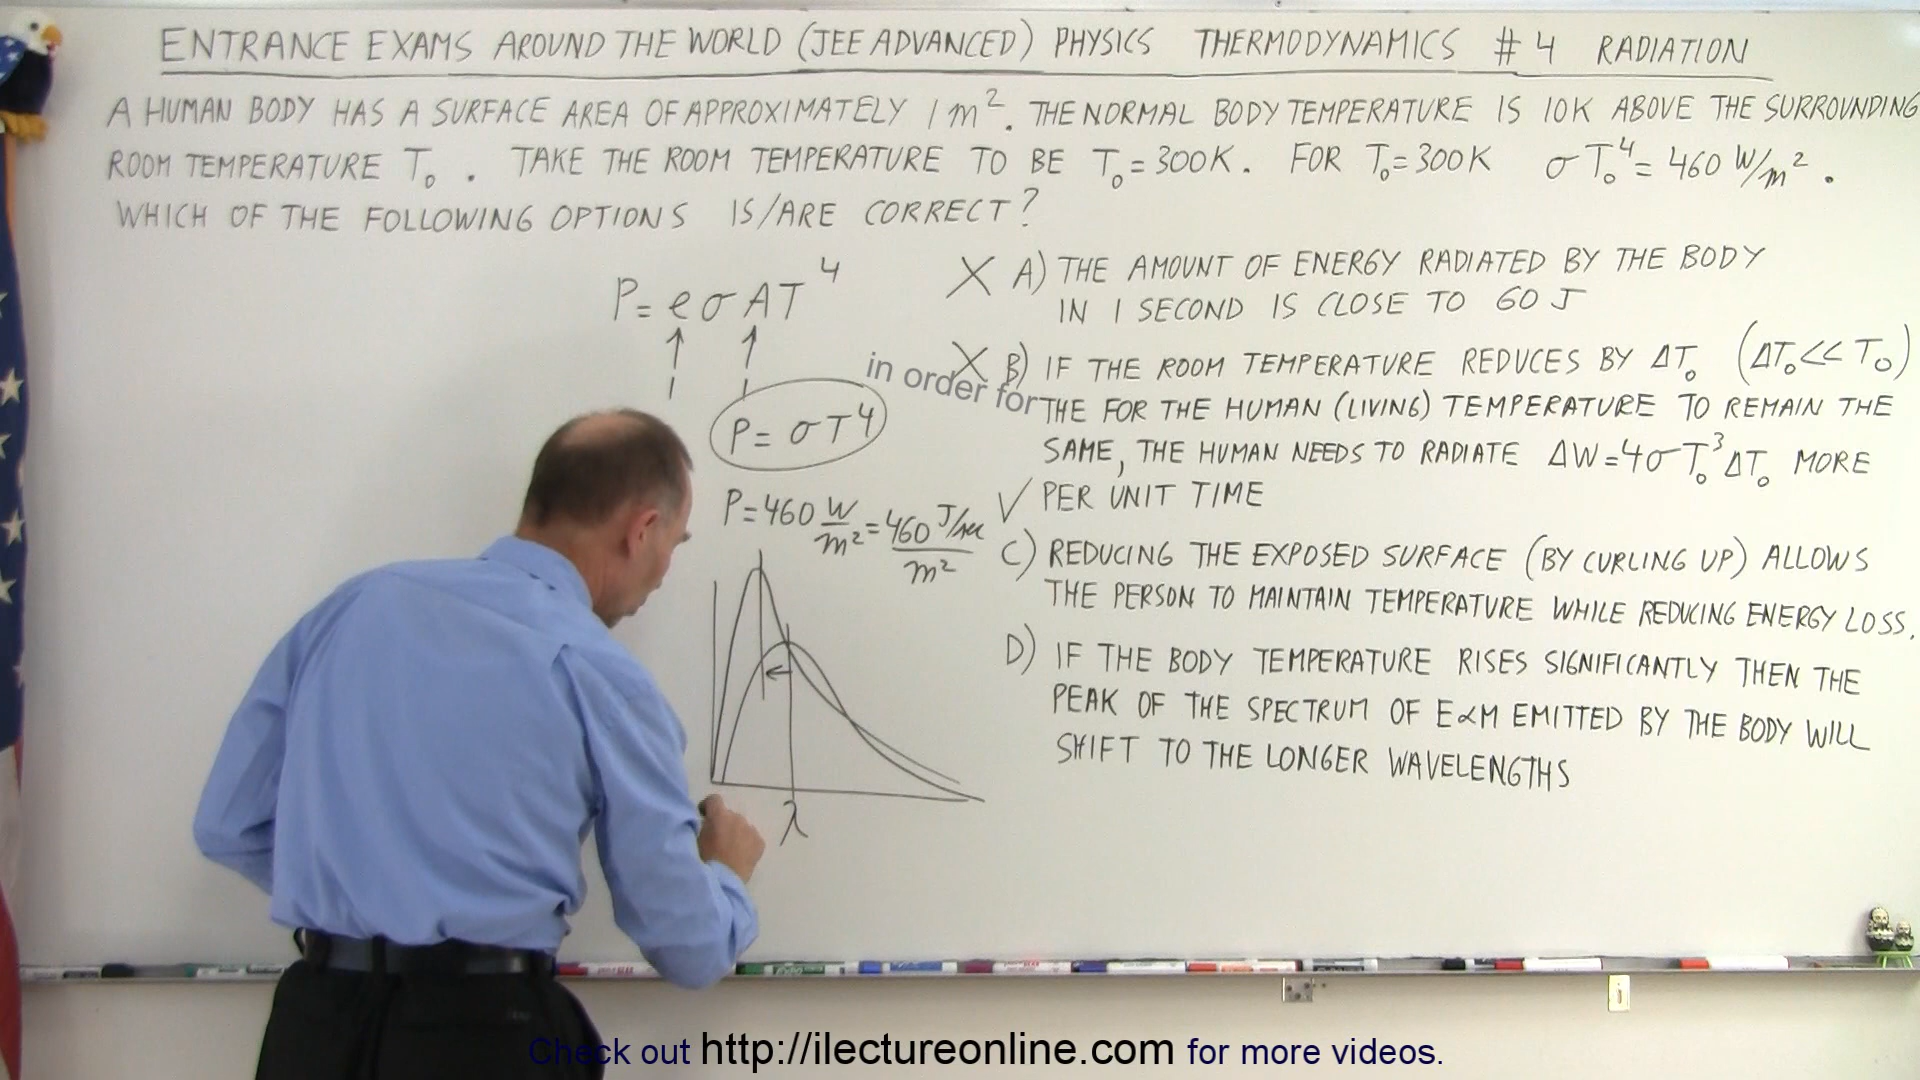 ENTRANCE EXAMS AROUND THE WORLD (JEE ADVANCED) PHYSICS THERMODYNAMICS # 4 RADIATION
A HUMAN BODY HAS A SURFACE AREA OF APPROXIMATELY 1 m². THE NORMAL BODY TEMPERATURE IS 10K ABOVE THE SURROUNDING
ROOM TEMPERATURE T₀. TAKE THE ROOM TEMPERATURE TO BE T₀ = 300K. FOR T₀ = 300K σT₀⁴ = 460 W/m².
WHICH OF THE FOLLOWING OPTIONS IS/ARE CORRECT?
P = eσAT⁴
↑ ↑
1 1
P = σT⁴
P = 460 W/m² = 460 J/sec/m²
λ
X A) THE AMOUNT OF ENERGY RADIATED BY THE BODY
IN 1 SECOND IS CLOSE TO 60 J
X B) IF THE ROOM TEMPERATURE REDUCES BY ΔT₀ (ΔT₀ << T₀)
in order for
THE FOR THE HUMAN (LIVING) TEMPERATURE TO REMAIN THE
SAME, THE HUMAN NEEDS TO RADIATE ΔW = 4σT₀³ΔT₀ MORE
PER UNIT TIME
√ C) REDUCING THE EXPOSED SURFACE (BY CURLING UP) ALLOWS
THE PERSON TO MAINTAIN TEMPERATURE WHILE REDUCING ENERGY LOSS.
D) IF THE BODY TEMPERATURE RISES SIGNIFICANTLY THEN THE
PEAK OF THE SPECTRUM OF E&M EMITTED BY THE BODY WILL
SHIFT TO THE LONGER WAVELENGTHS
Check out http://ilectureonline.com for more videos.